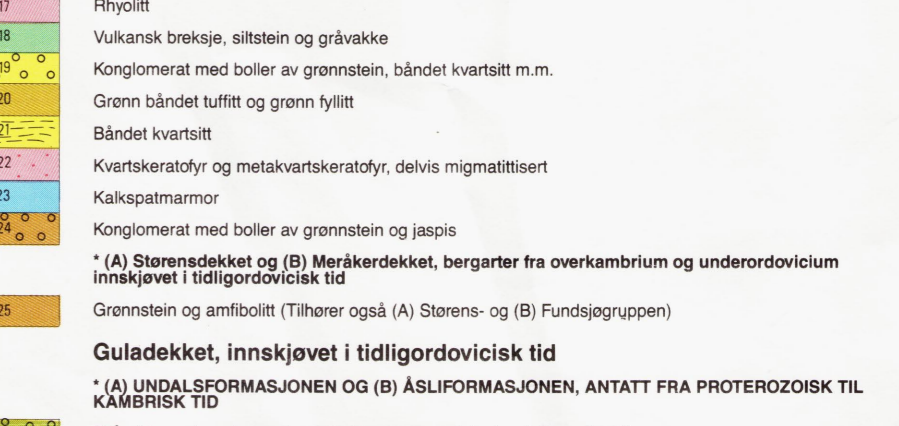 17 Rhyolitt
18 Vulkansk breksje, siltstein og gråvakke
19 Konglomerat med boller av grønnstein, båndet kvartsitt m.m.
20 Grønn båndet tuffitt og grønn fyllitt
21 Båndet kvartsitt
22 Kvartskeratofyr og metakvartskeratofyr, delvis migmatittisert
23 Kalkspatmarmor
24 Konglomerat med boller av grønnstein og jaspis
* (A) Størensdekket og (B) Meråkerdekket, bergarter fra overkambrium og underordovicium
innskjøvet i tidligordovicisk tid
25 Grønnstein og amfibolitt (Tilhører også (A) Størens- og (B) Fundsjøgruppen)
Guladekket, innskjøvet i tidligordovicisk tid
* (A) UNDALSFORMASJONEN OG (B) ÅSLIFORMASJONEN, ANTATT FRA PROTEROZOISK TIL
KAMBRISK TID